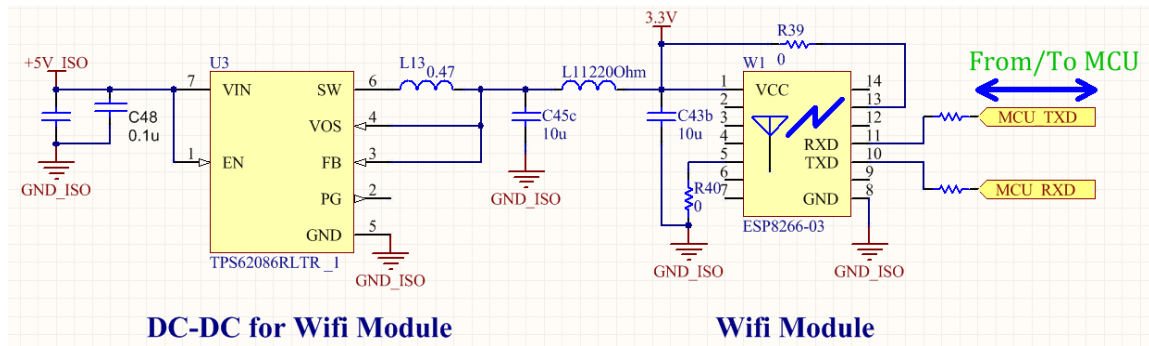 +5V_ISO
C48
0.1u
GND_ISO
U3
7 VIN
1 EN
SW 6
VOS 4
FB 3
PG 2
GND 5
TPS62086RLTR_1
GND_ISO
L13
0.47
C45c
10u
GND_ISO
L11 220Ohm
3.3V
C43b
10u
R39
0
W1
1 VCC 14
2 13
3 12
4 RXD 11
5 TXD 10
6 9
7 GND 8
ESP8266-03
R40
0
GND_ISO
GND_ISO
From/To MCU
MCU_TXD
MCU_RXD
DC-DC for Wifi Module
Wifi Module